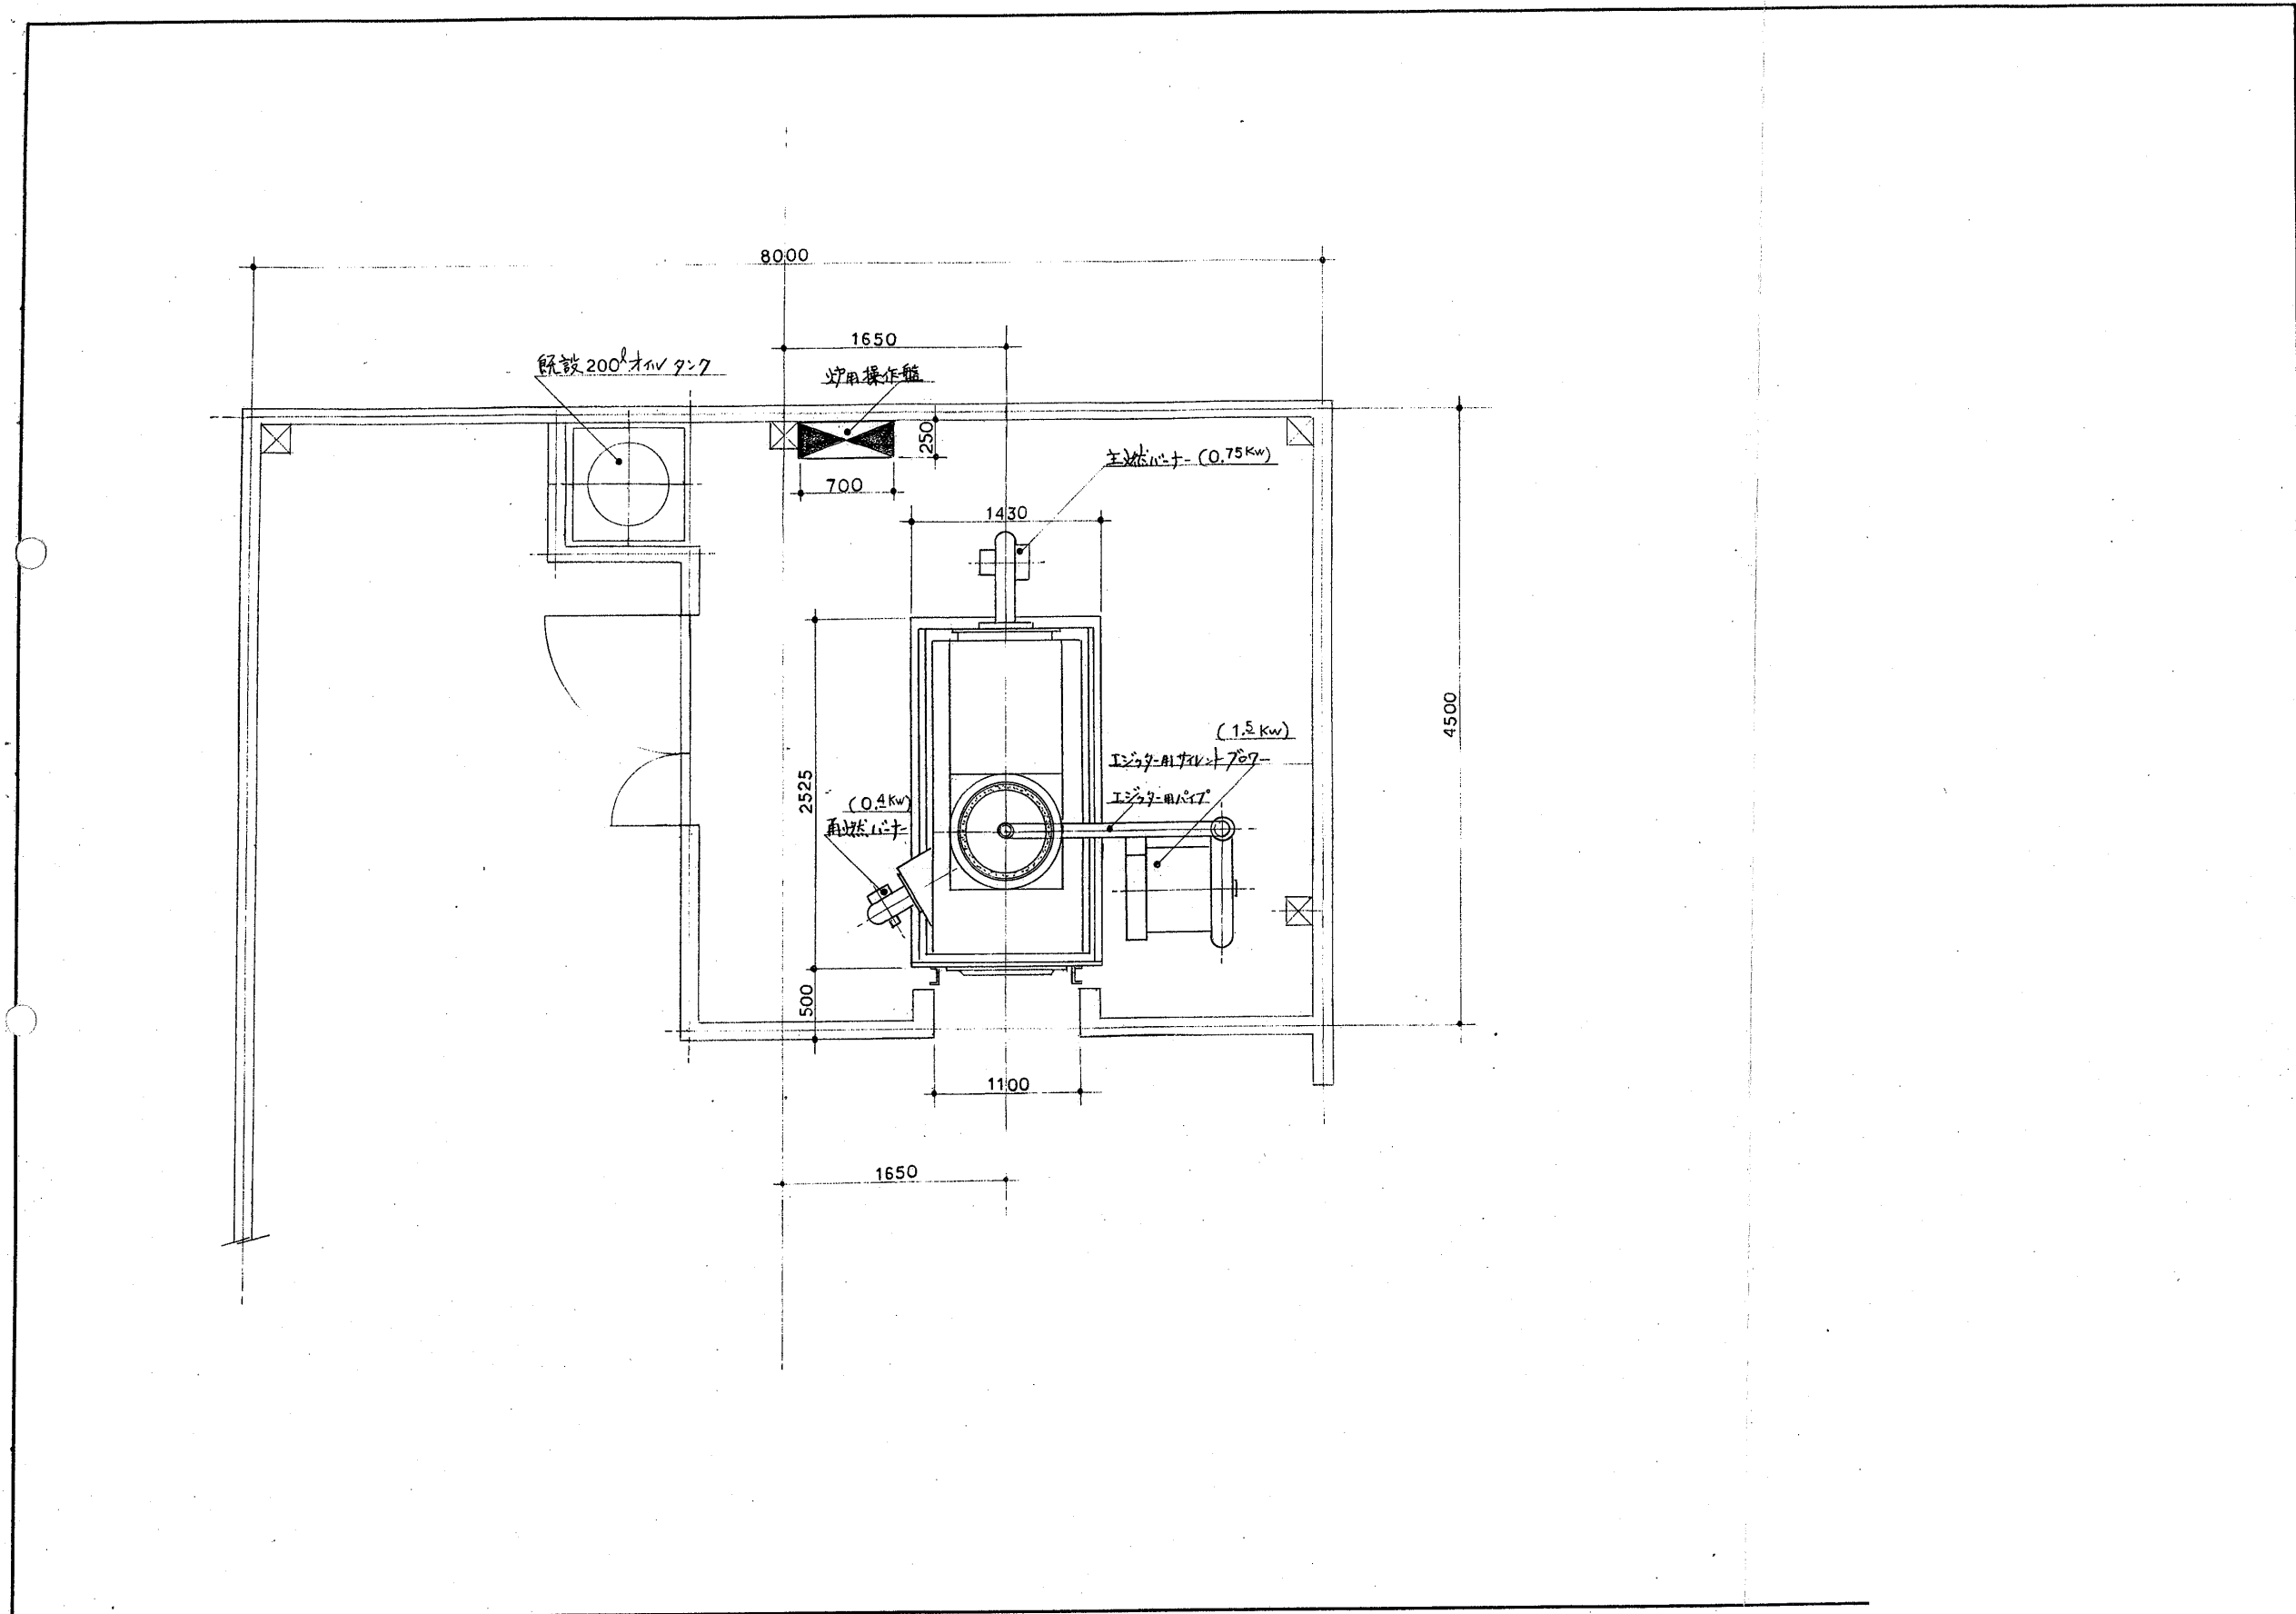 8000
1650
既設200ℓオイルタンク
炉用操作盤
250
主燃バーナー(0.75Kw)
700
1430
4500
(1.5Kw)
エジェクター用サイレントブロワー
2525
(0.4Kw)
エジェクター用パイプ
再燃バーナー
500
1100
1650